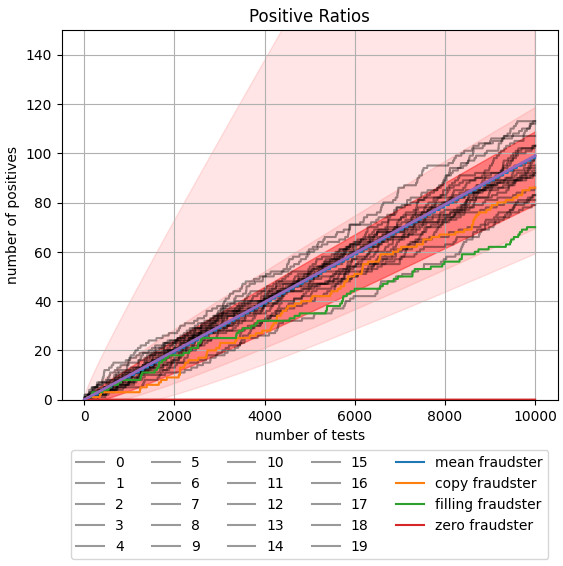 Positive Ratios
140
120
100
80
60
40
20
0
number of positives
0 2000 4000 6000 8000 10000
number of tests
0 5 10 15 mean fraudster
1 6 11 16 copy fraudster
2 7 12 17 filling fraudster
3 8 13 18 zero fraudster
4 9 14 19